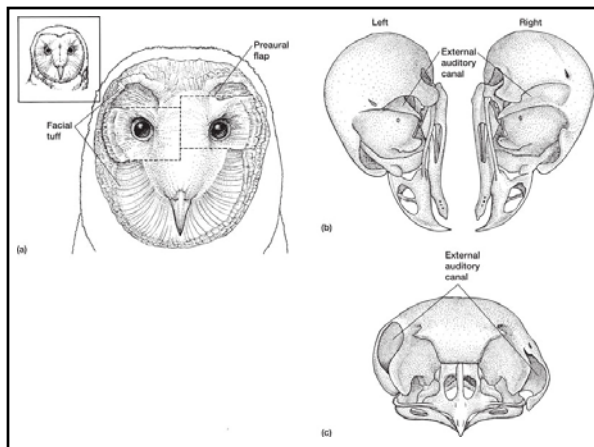 Preaural
flap
Facial
tuff
(a)
Left
Right
External
auditory
canal
(b)
External
auditory
canal
(c)